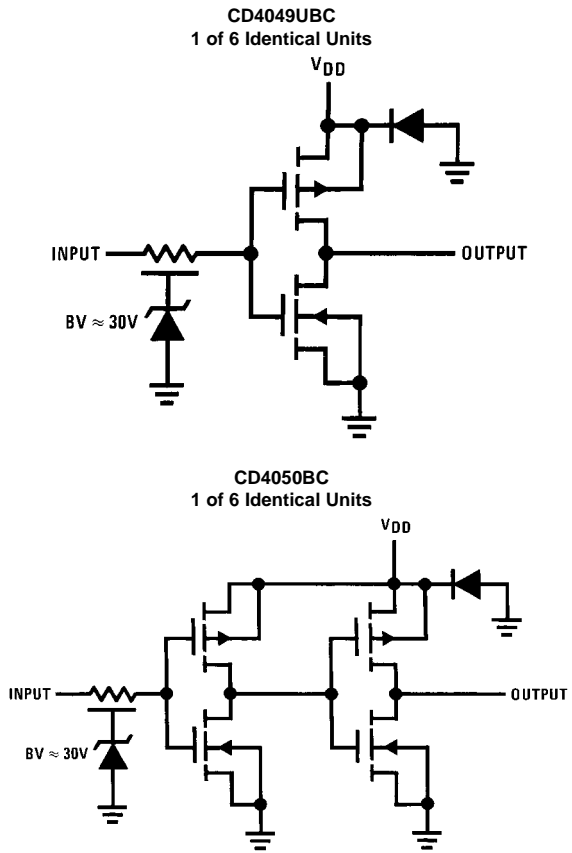 CD4049UBC
1 of 6 Identical Units
VDD
INPUT
OUTPUT
BV ≈ 30V
CD4050BC
1 of 6 Identical Units
VDD
INPUT
OUTPUT
BV ≈ 30V